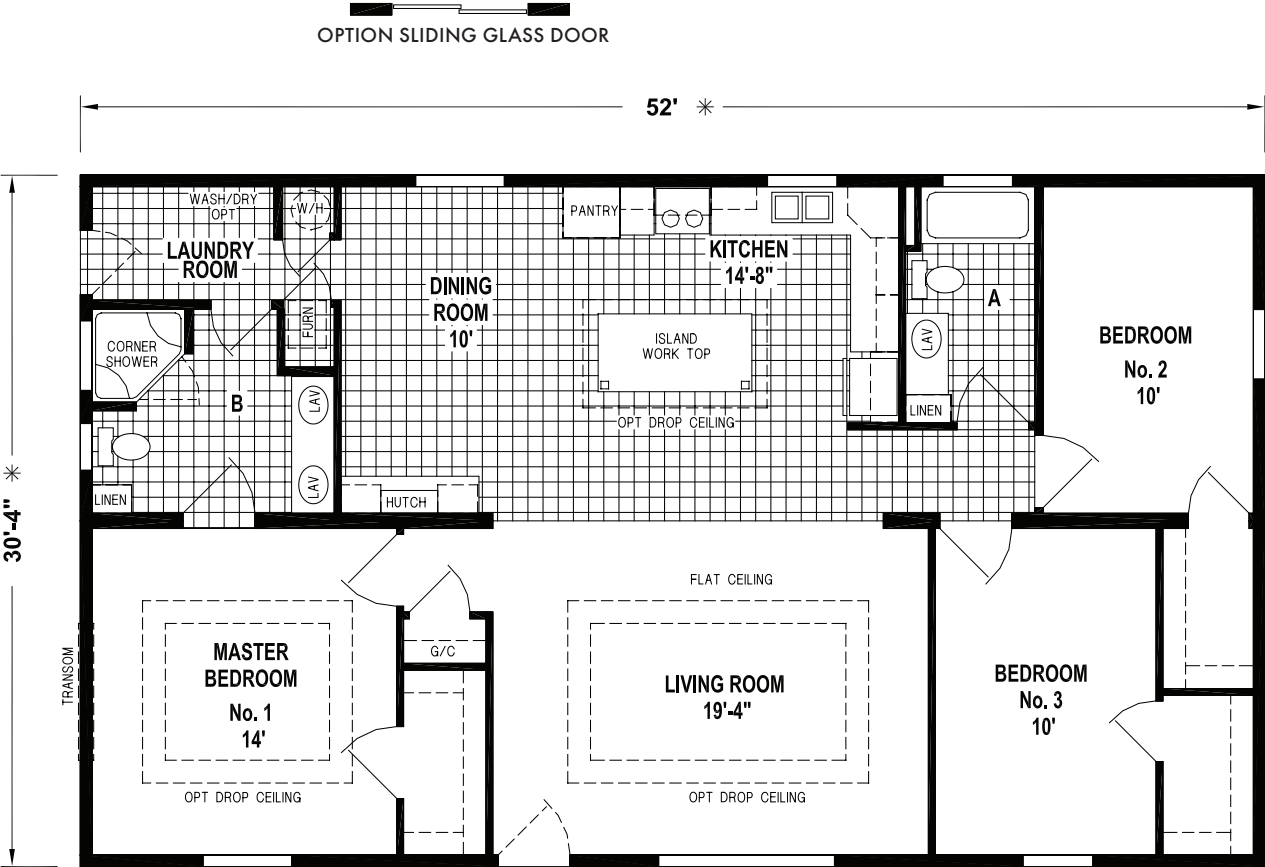 OPTION SLIDING GLASS DOOR
52' ✳
30'-4" ✳
WASH/DRY
OPT
W/H
LAUNDRY
ROOM
FURN
CORNER
SHOWER
B
LAV
LAV
LINEN
DINING
ROOM
10'
HUTCH
PANTRY
KITCHEN
14'-8"
ISLAND
WORK TOP
OPT DROP CEILING
A
LAV
LINEN
BEDROOM
No. 2
10'
TRANSOM
MASTER
BEDROOM
No. 1
14'
OPT DROP CEILING
G/C
FLAT CEILING
LIVING ROOM
19'-4"
OPT DROP CEILING
BEDROOM
No. 3
10'